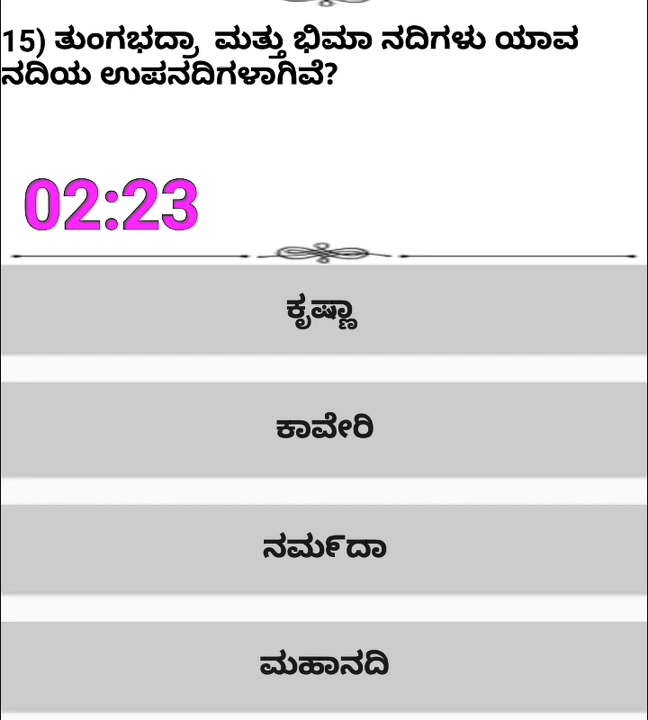 15) ತುಂಗಭದ್ರಾ ಮತ್ತು ಭಿಮಾ ನದಿಗಳು ಯಾವ
ನದಿಯ ಉಪನದಿಗಳಾಗಿವೆ?
02:23
ಕೃಷ್ಣಾ
ಕಾವೇರಿ
ನರ್ಮದಾ
ಮಹಾನದಿ